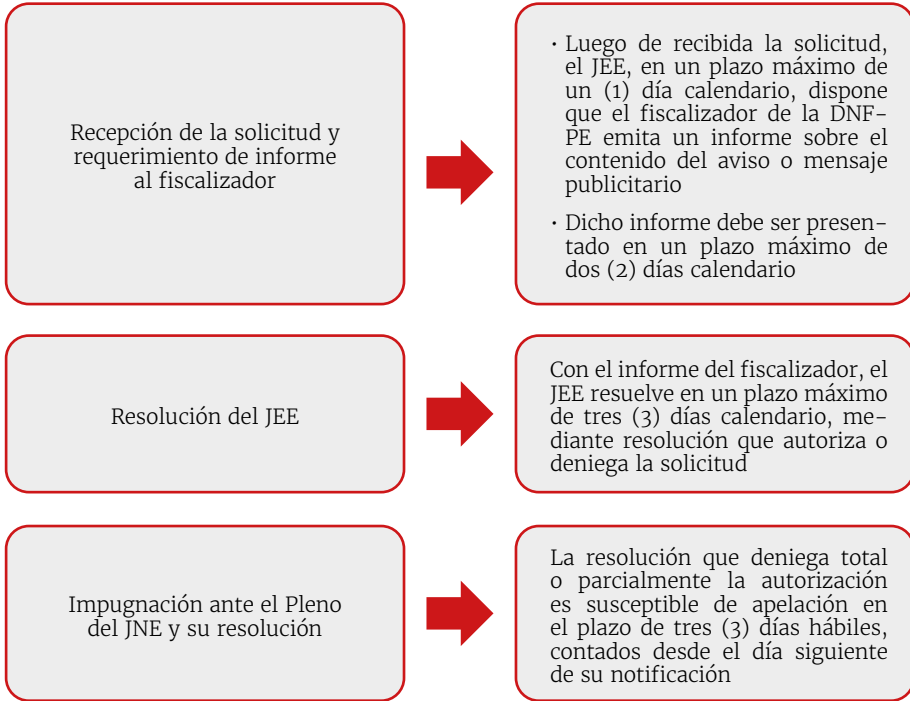 Recepción de la solicitud y
requerimiento de informe
al fiscalizador
· Luego de recibida la solicitud,
el JEE, en un plazo máximo de
un (1) día calendario, dispone
que el fiscalizador de la DNF-
PE emita un informe sobre el
contenido del aviso o mensaje
publicitario
· Dicho informe debe ser presen-
tado en un plazo máximo de
dos (2) días calendario
Resolución del JEE
Con el informe del fiscalizador, el
JEE resuelve en un plazo máximo
de tres (3) días calendario, me-
diante resolución que autoriza o
deniega la solicitud
Impugnación ante el Pleno
del JNE y su resolución
La resolución que deniega total
o parcialmente la autorización
es susceptible de apelación en
el plazo de tres (3) días hábiles,
contados desde el día siguiente
de su notificación